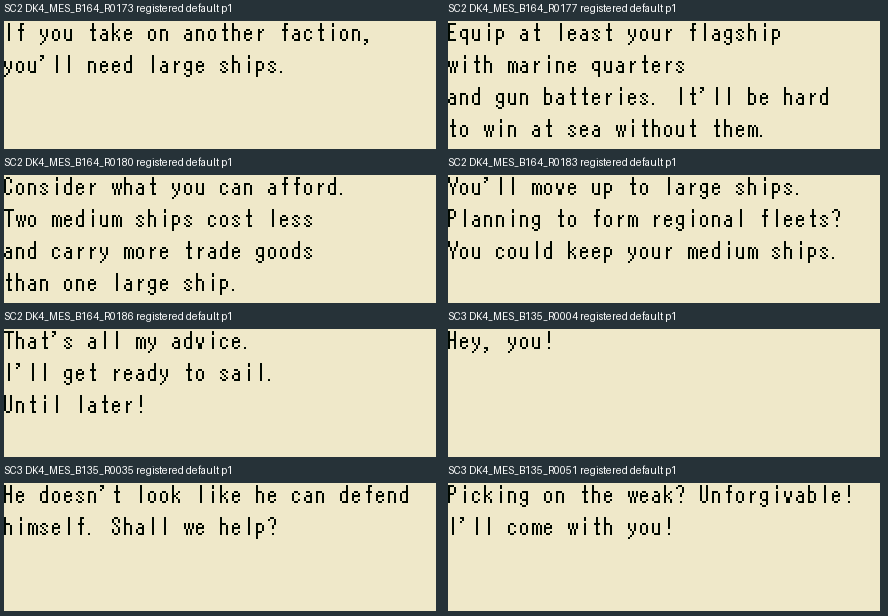 SC2 DK4_MES_B164_R0173 registered default p1
If you take on another faction,
you'll need large ships.
SC2 DK4_MES_B164_R0177 registered default p1
Equip at least your flagship
with marine quarters
and gun batteries. It'll be hard
to win at sea without them.
SC2 DK4_MES_B164_R0180 registered default p1
Consider what you can afford.
Two medium ships cost less
and carry more trade goods
than one large ship.
SC2 DK4_MES_B164_R0183 registered default p1
You'll move up to large ships.
Planning to form regional fleets?
You could keep your medium ships.
SC2 DK4_MES_B164_R0186 registered default p1
That's all my advice.
I'll get ready to sail.
Until later!
SC3 DK4_MES_B135_R0004 registered default p1
Hey, you!
SC3 DK4_MES_B135_R0035 registered default p1
He doesn't look like he can defend
himself. Shall we help?
SC3 DK4_MES_B135_R0051 registered default p1
Picking on the weak? Unforgivable!
I'll come with you!